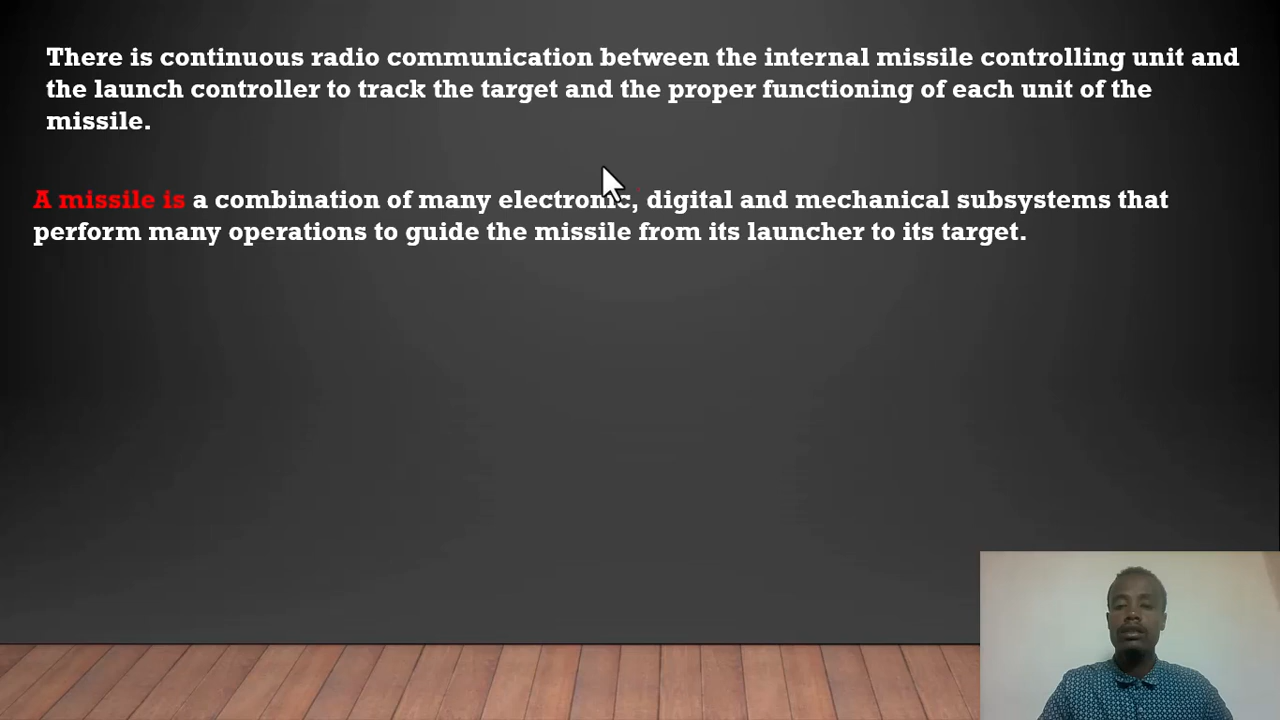 There is continuous radio communication between the internal missile controlling unit and
the launch controller to track the target and the proper functioning of each unit of the
missile.
A missile is a combination of many electronic, digital and mechanical subsystems that
perform many operations to guide the missile from its launcher to its target.